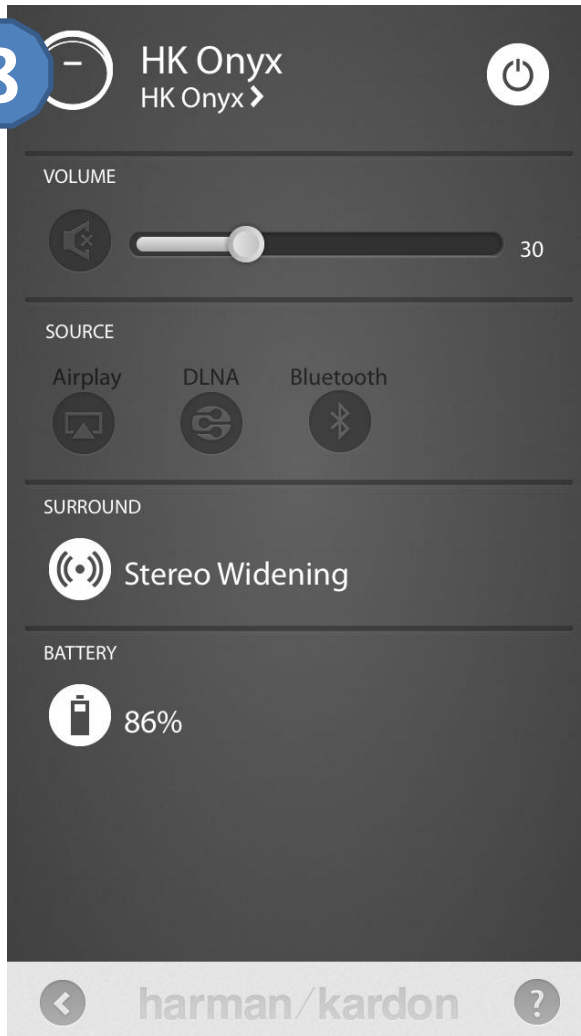 HK Onyx
HK Onyx >
VOLUME
30
SOURCE
Airplay DLNA Bluetooth
SURROUND
Stereo Widening
BATTERY
86%
harman/kardon ?